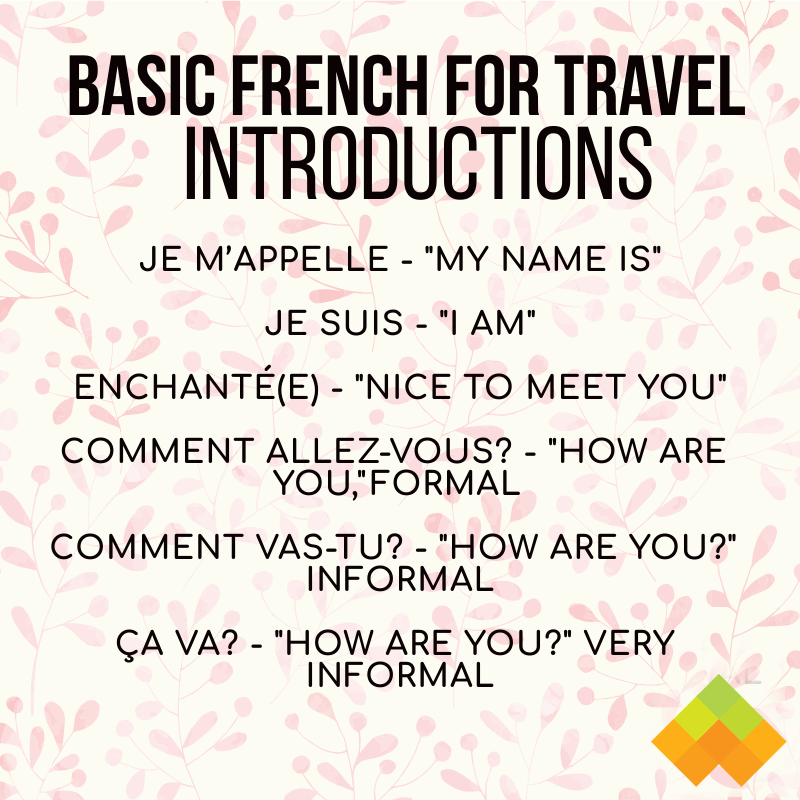 BASIC FRENCH FOR TRAVEL
INTRODUCTIONS
JE M’APPELLE - "MY NAME IS"
JE SUIS - "I AM"
ENCHANTÉ(E) - "NICE TO MEET YOU"
COMMENT ALLEZ-VOUS? - "HOW ARE
YOU,"FORMAL
COMMENT VAS-TU? - "HOW ARE YOU?"
INFORMAL
ÇA VA? - "HOW ARE YOU?" VERY
INFORMAL